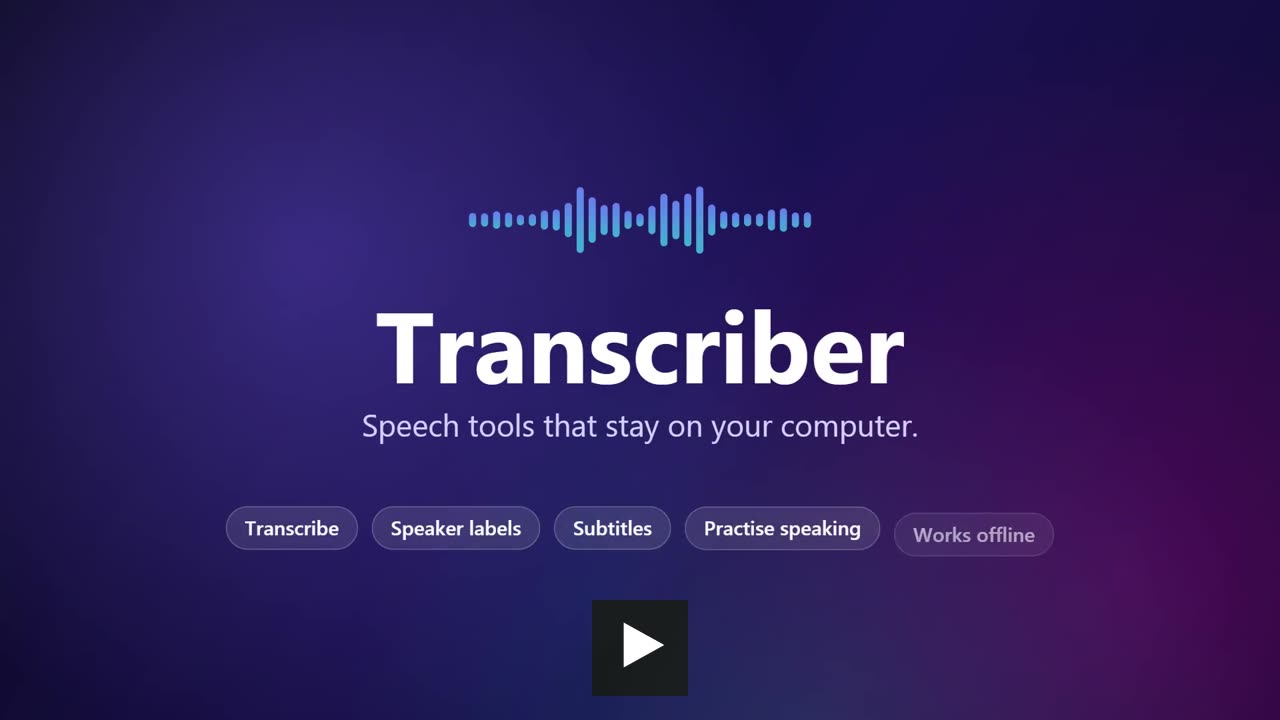 Transcriber
Speech tools that stay on your computer.
Transcribe Speaker labels Subtitles Practise speaking Works offline